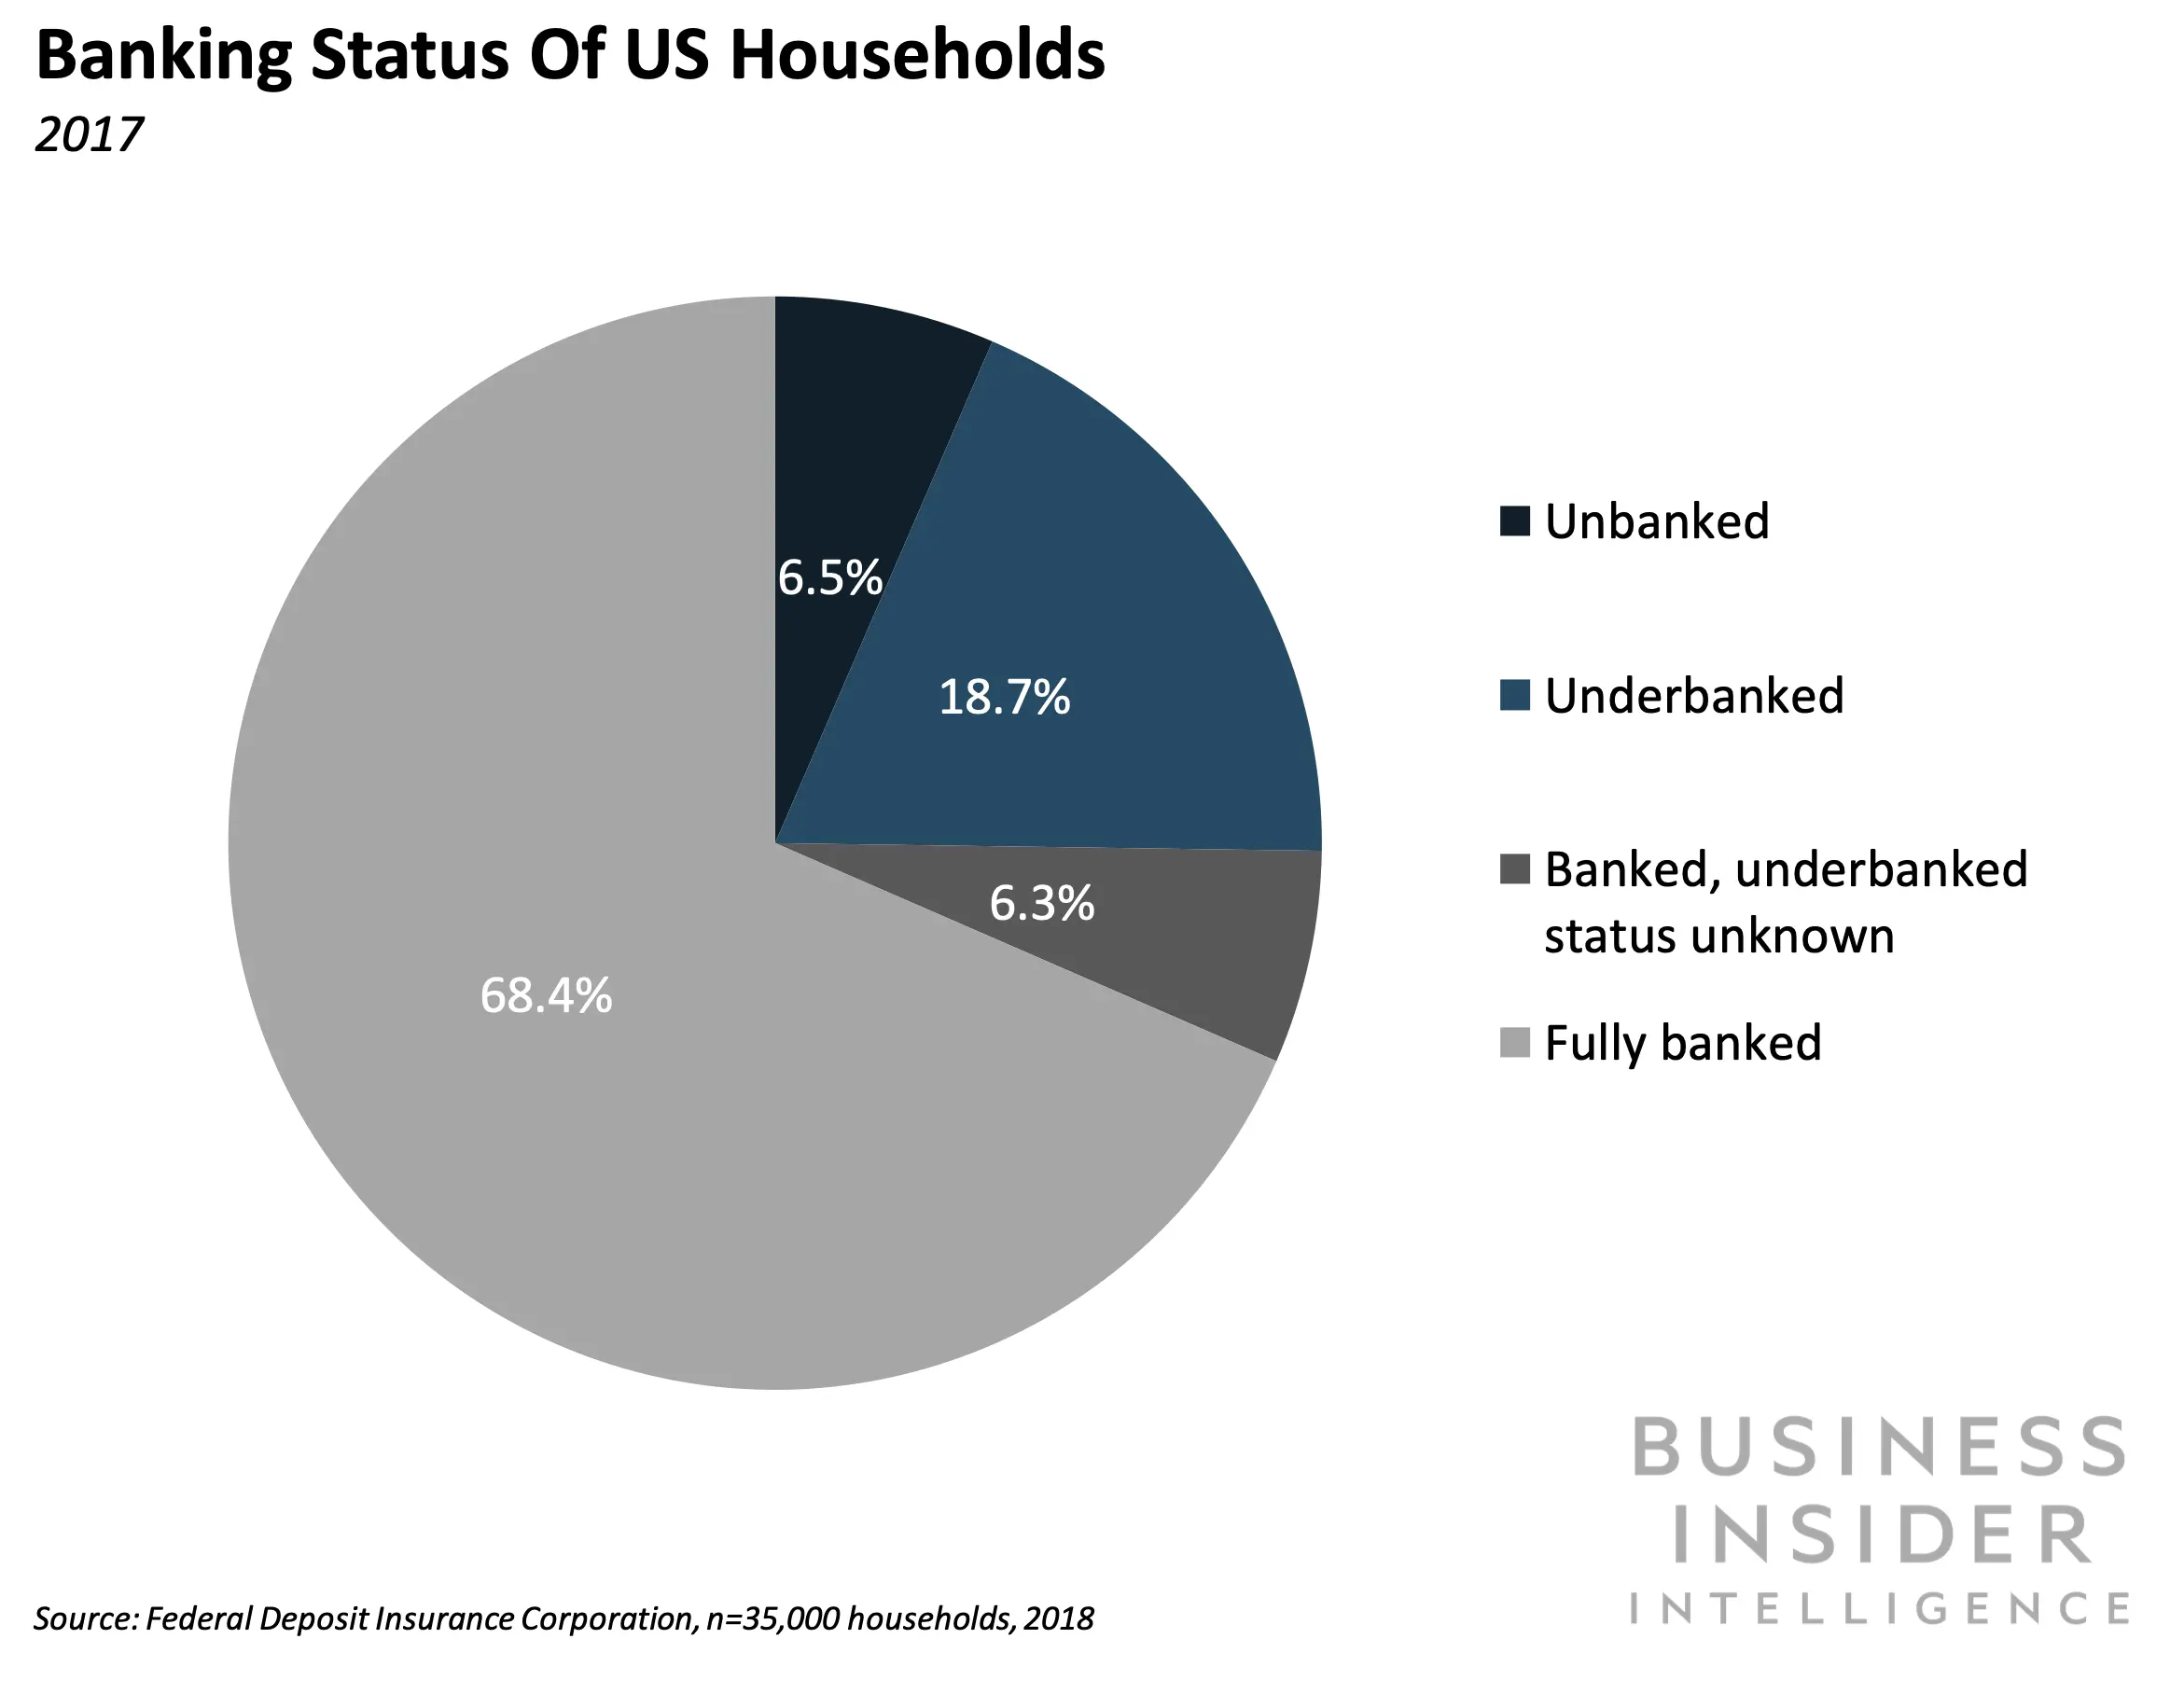 Banking Status Of US Households
2017
6.5%
18.7%
6.3%
68.4%
Unbanked
Underbanked
Banked, underbanked
status unknown
Fully banked
BUSINESS
INSIDER
INTELLIGENCE
Source: Federal Deposit Insurance Corporation, n=35,000 households, 2018